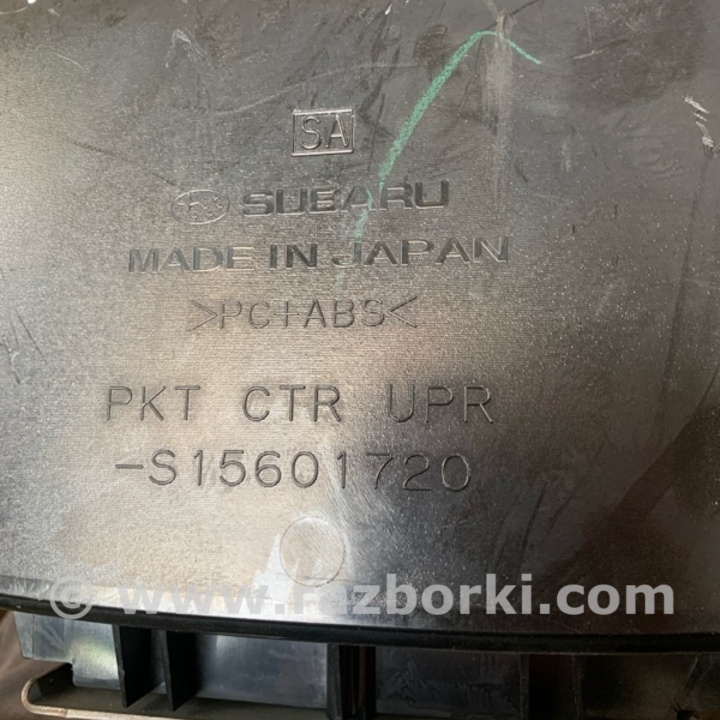 SA
SUBARU
MADE IN JAPAN
>PC+ABS<
PKT CTR UPR
-S15601720
© www.razborki.com